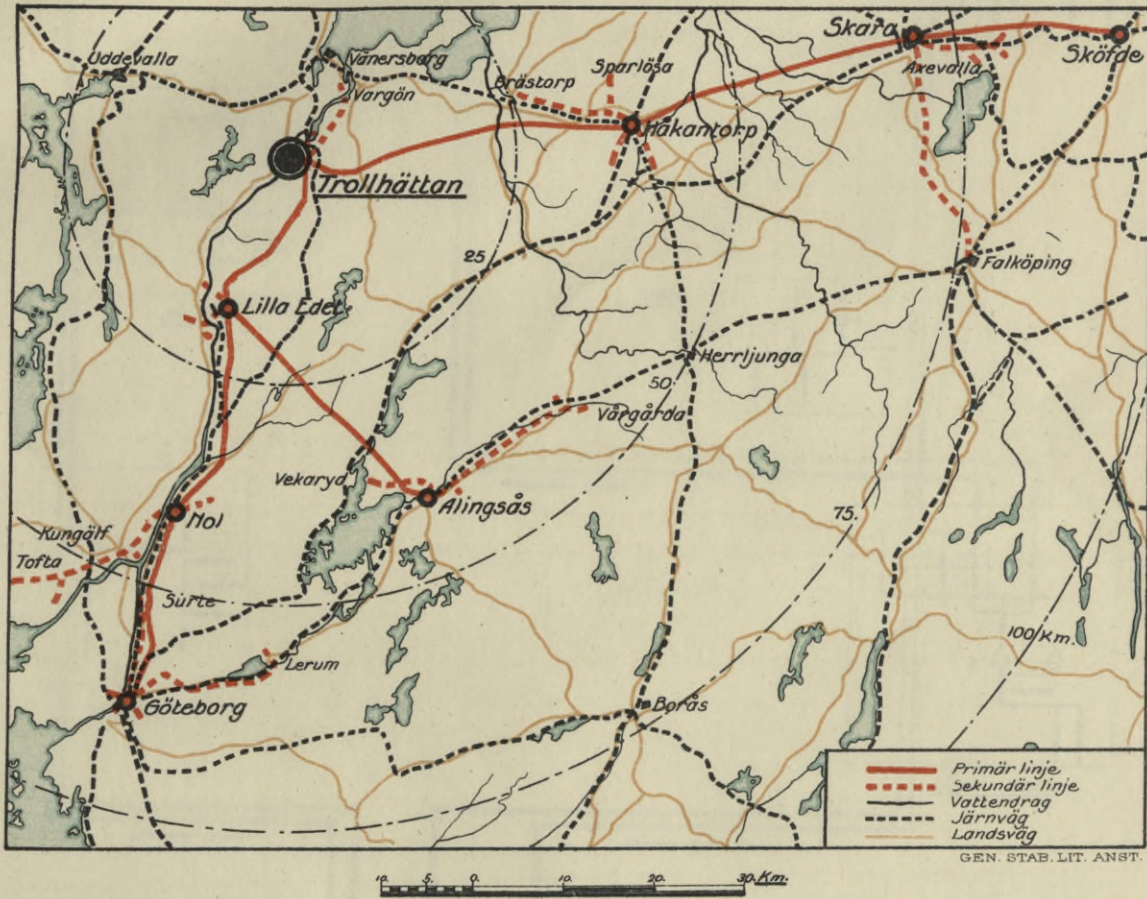 Uddevalla
Vänersborg
Vargön
Brästorp
Sparlösa
Skara
Axevalla
Sköfde
Håkantorp
Trollhättan
25
Falköping
Lilla Edet
Herrljunga
50
Vårgårda
Vekaryd
Alingsås
75.
Nol
Kungälf
Tofta
Surte
100 Km.
Lerum
Göteborg
Borås
Primär linje
Sekundär linje
Vattendrag
Järnväg
Landsväg
GEN. STAB. LIT. ANST.
10. 5. 0. 10. 20. 30. Km.